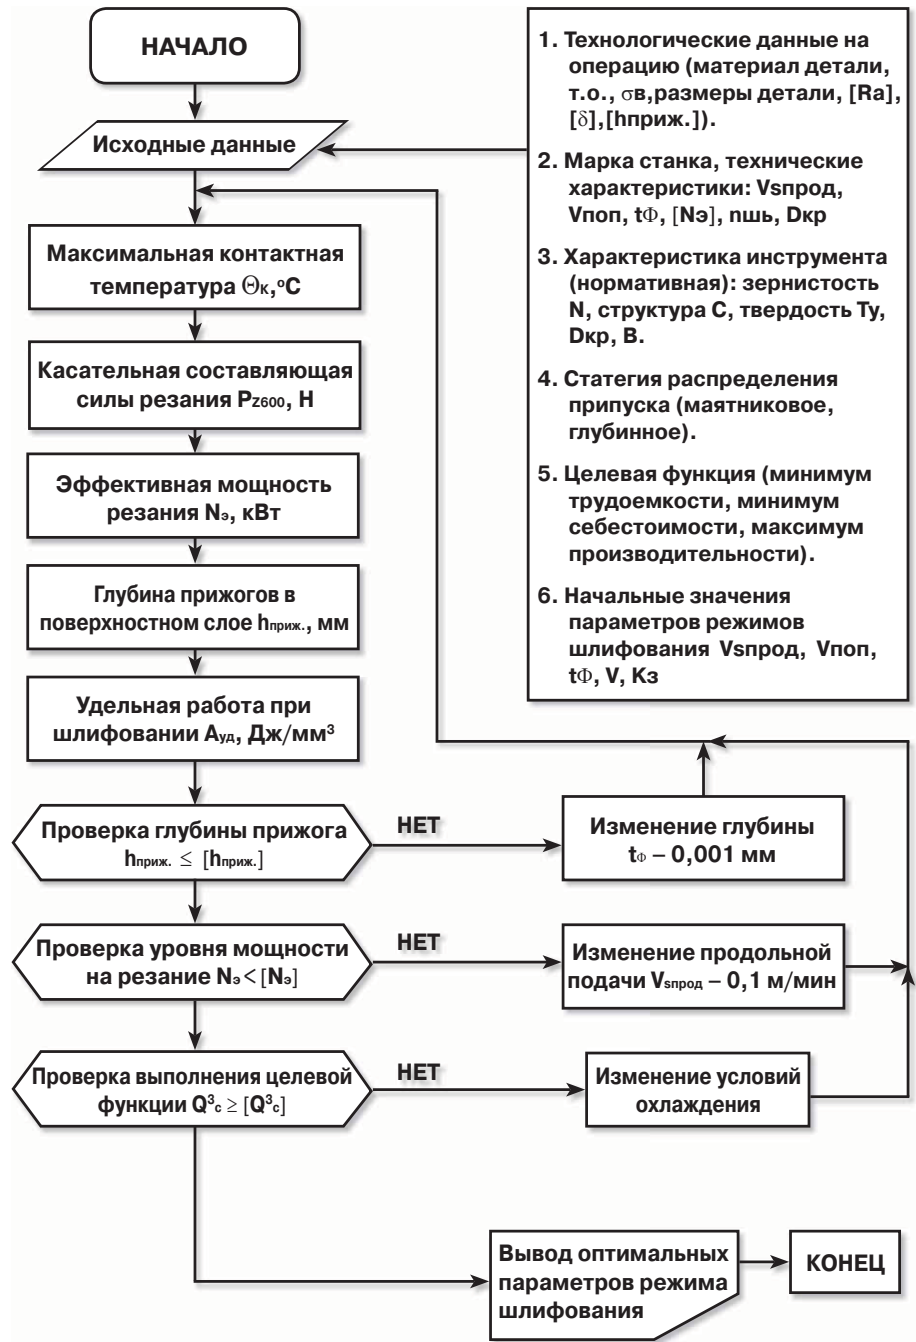 НАЧАЛО
Исходные данные
1. Технологические данные на
операцию (материал детали,
т.о., σв,размеры детали, [Ra],
[δ],[hприж.]).
2. Марка станка, технические
характеристики: Vsпрод,
Vпоп, tФ, [Nэ], nшь, Dкр
3. Характеристика инструмента
(нормативная): зернистость
N, структура С, твердость Ту,
Dкр, В.
4. Статегия распределения
припуска (маятниковое,
глубинное).
5. Целевая функция (минимум
трудоемкости, минимум
себестоимости, максимум
производительности).
6. Начальные значения
параметров режимов
шлифования Vsпрод, Vпоп,
tФ, V, Kз
Максимальная контактная
температура Θк,°С
Касательная составляющая
силы резания Pz600, Н
Эффективная мощность
резания Nэ, кВт
Глубина прижогов в
поверхностном слое hприж., мм
Удельная работа при
шлифовании Ауд, Дж/мм³
Проверка глубины прижога
hприж. ≤ [hприж.]
НЕТ
Изменение глубины
tФ – 0,001 мм
Проверка уровня мощности
на резание Nэ<[Nэ]
НЕТ
Изменение продольной
подачи Vsпрод – 0,1 м/мин
Проверка выполнения целевой
функции Q³с ≥ [Q³с]
НЕТ
Изменение условий
охлаждения
Вывод оптимальных
параметров режима
шлифования
КОНЕЦ